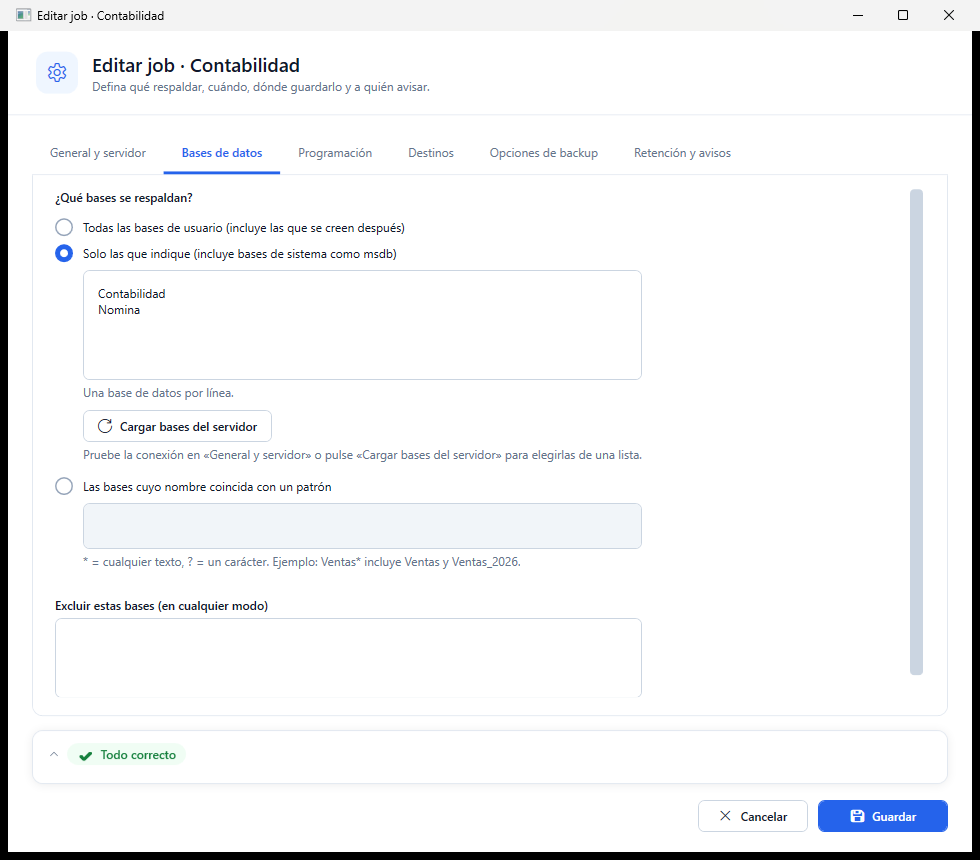 Editar job · Contabilidad
Editar job · Contabilidad
Defina qué respaldar, cuándo, dónde guardarlo y a quién avisar.
General y servidor Bases de datos Programación Destinos Opciones de backup Retención y avisos
¿Qué bases se respaldan?
Todas las bases de usuario (incluye las que se creen después)
Solo las que indique (incluye bases de sistema como msdb)
Contabilidad
Nomina
Una base de datos por línea.
Cargar bases del servidor
Pruebe la conexión en «General y servidor» o pulse «Cargar bases del servidor» para elegirlas de una lista.
Las bases cuyo nombre coincida con un patrón
* = cualquier texto, ? = un carácter. Ejemplo: Ventas* incluye Ventas y Ventas_2026.
Excluir estas bases (en cualquier modo)
Todo correcto
Cancelar Guardar